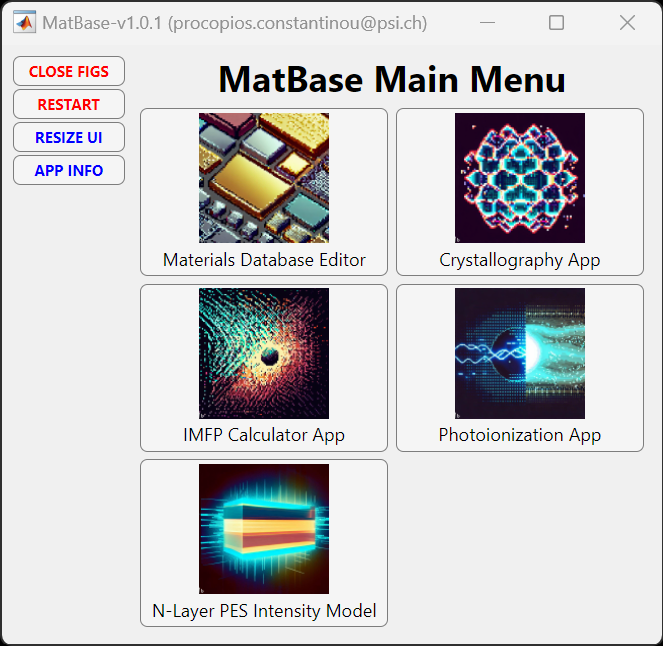 MatBase-v1.0.1 (procopios.constantinou@psi.ch)
CLOSE FIGS
RESTART
RESIZE UI
APP INFO
MatBase Main Menu
Materials Database Editor
Crystallography App
IMFP Calculator App
Photoionization App
N-Layer PES Intensity Model